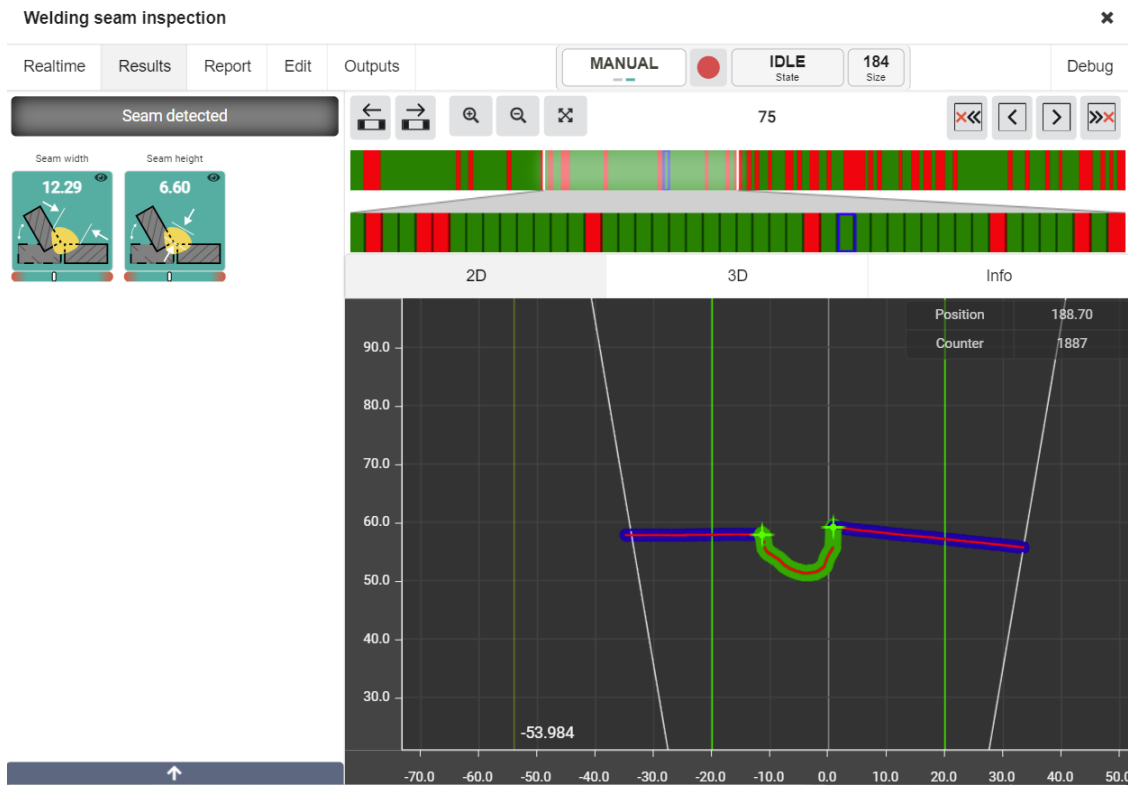 Welding seam inspection
Realtime Results Report Edit Outputs MANUAL IDLE State 184 Size Debug
Seam detected
75
Seam width Seam height
12.29 6.60
2D 3D Info
Position 188.70
Counter 1887
90.0
80.0
70.0
60.0
50.0
40.0
30.0
-53.984
-70.0 -60.0 -50.0 -40.0 -30.0 -20.0 -10.0 0.0 10.0 20.0 30.0 40.0